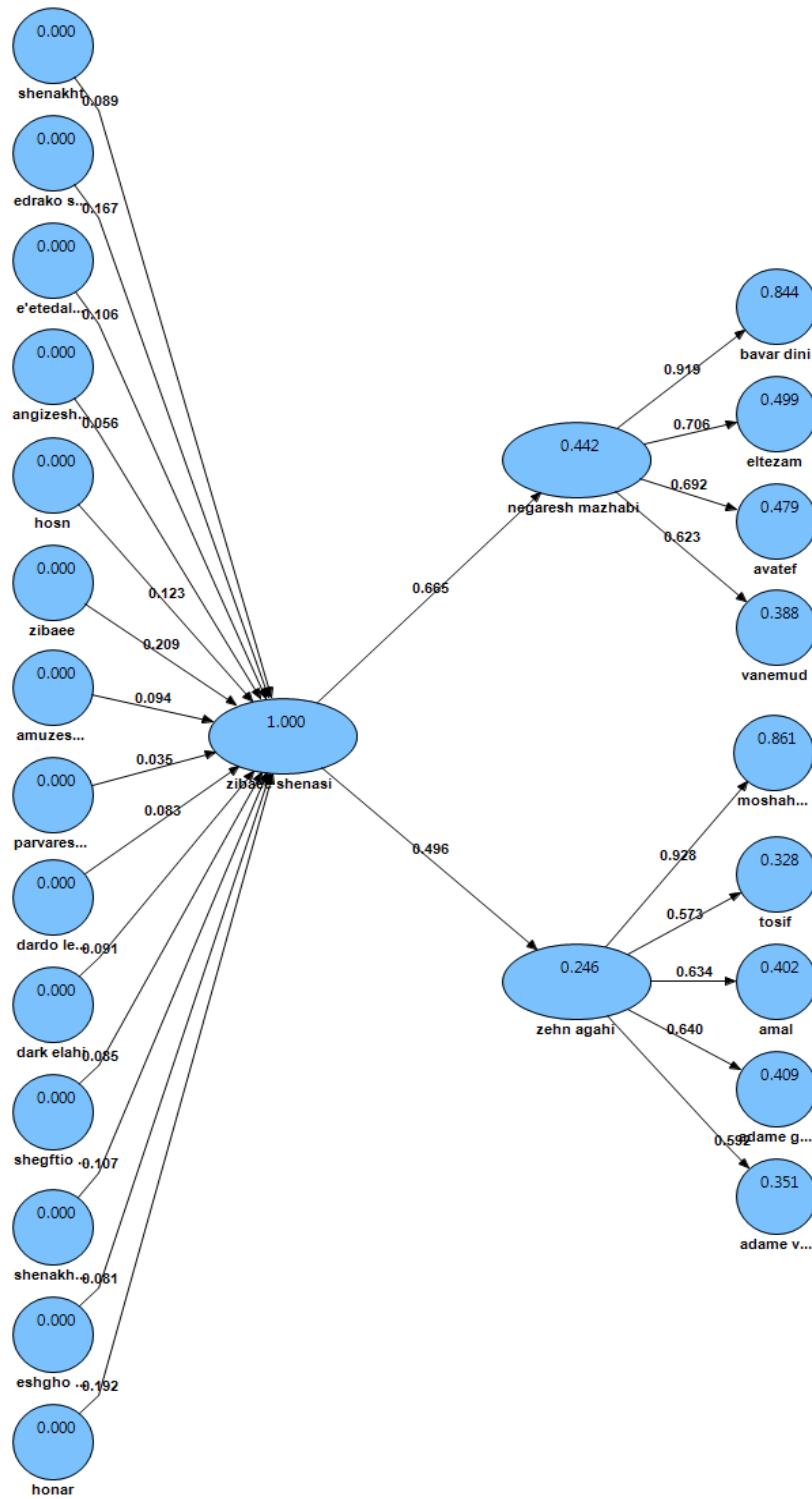 0.000
shenakht
0.089
0.000
edrako s...
0.167
0.000
e'etedal...
0.106
0.000
angizesh...
0.056
0.000
hosn
0.123
0.000
zibaee
0.209
0.000
amuzes...
0.094
0.000
parvares...
0.035
0.000
dardo le...
0.083
0.000
dark elahi
0.091
0.000
shegftio ...
0.085
0.000
shenakh...
0.107
0.000
eshgho ...
0.081
0.000
honar
0.192
1.000
zibaee shenasi
0.665
0.496
0.442
negaresh mazhabi
0.919
0.706
0.692
0.623
0.844
bavar dini
0.499
eltezam
0.479
avatef
0.388
vanemud
0.246
zehn agahi
0.928
0.573
0.634
0.640
0.592
0.861
moshah...
0.328
tosif
0.402
amal
0.409
adame g...
0.351
adame v...